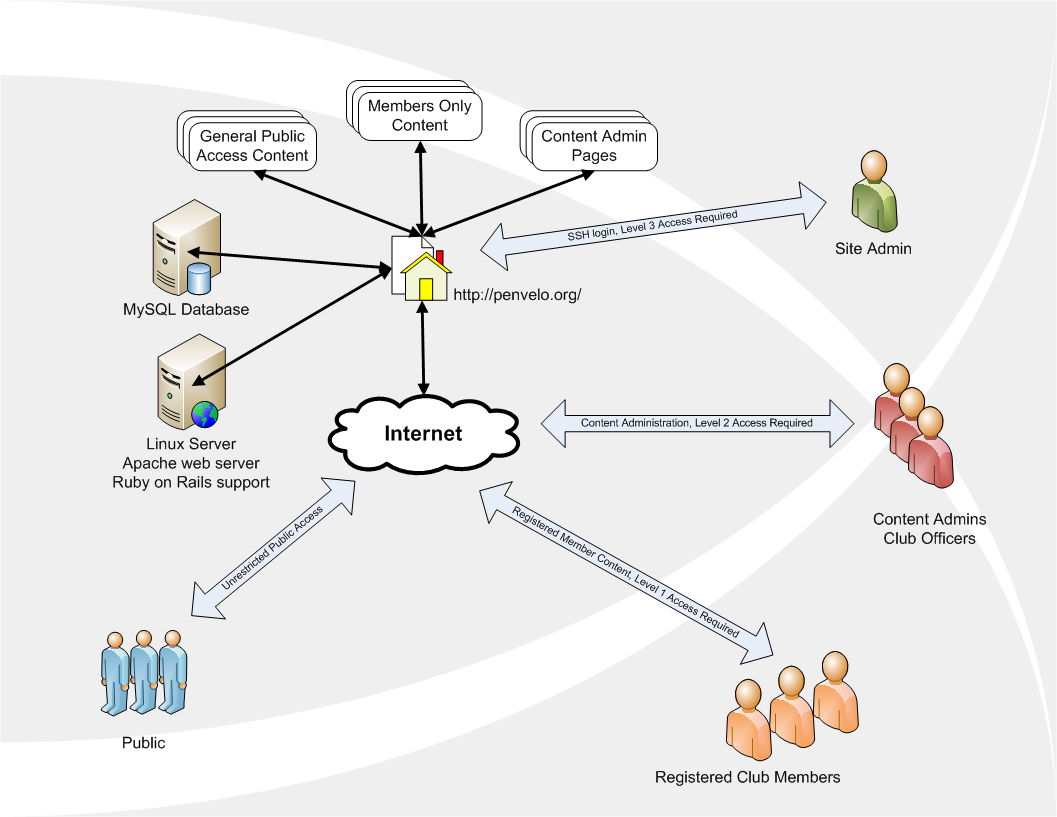 Members Only
Content
General Public
Access Content
Content Admin
Pages
SSH login, Level 3 Access Required
Site Admin
http://penvelo.org/
MySQL Database
Linux Server
Apache web server
Ruby on Rails support
Internet
Content Administration, Level 2 Access Required
Content Admins
Club Officers
Unrestricted Public Access
Registered Member Content, Level 1 Access Required
Public
Registered Club Members